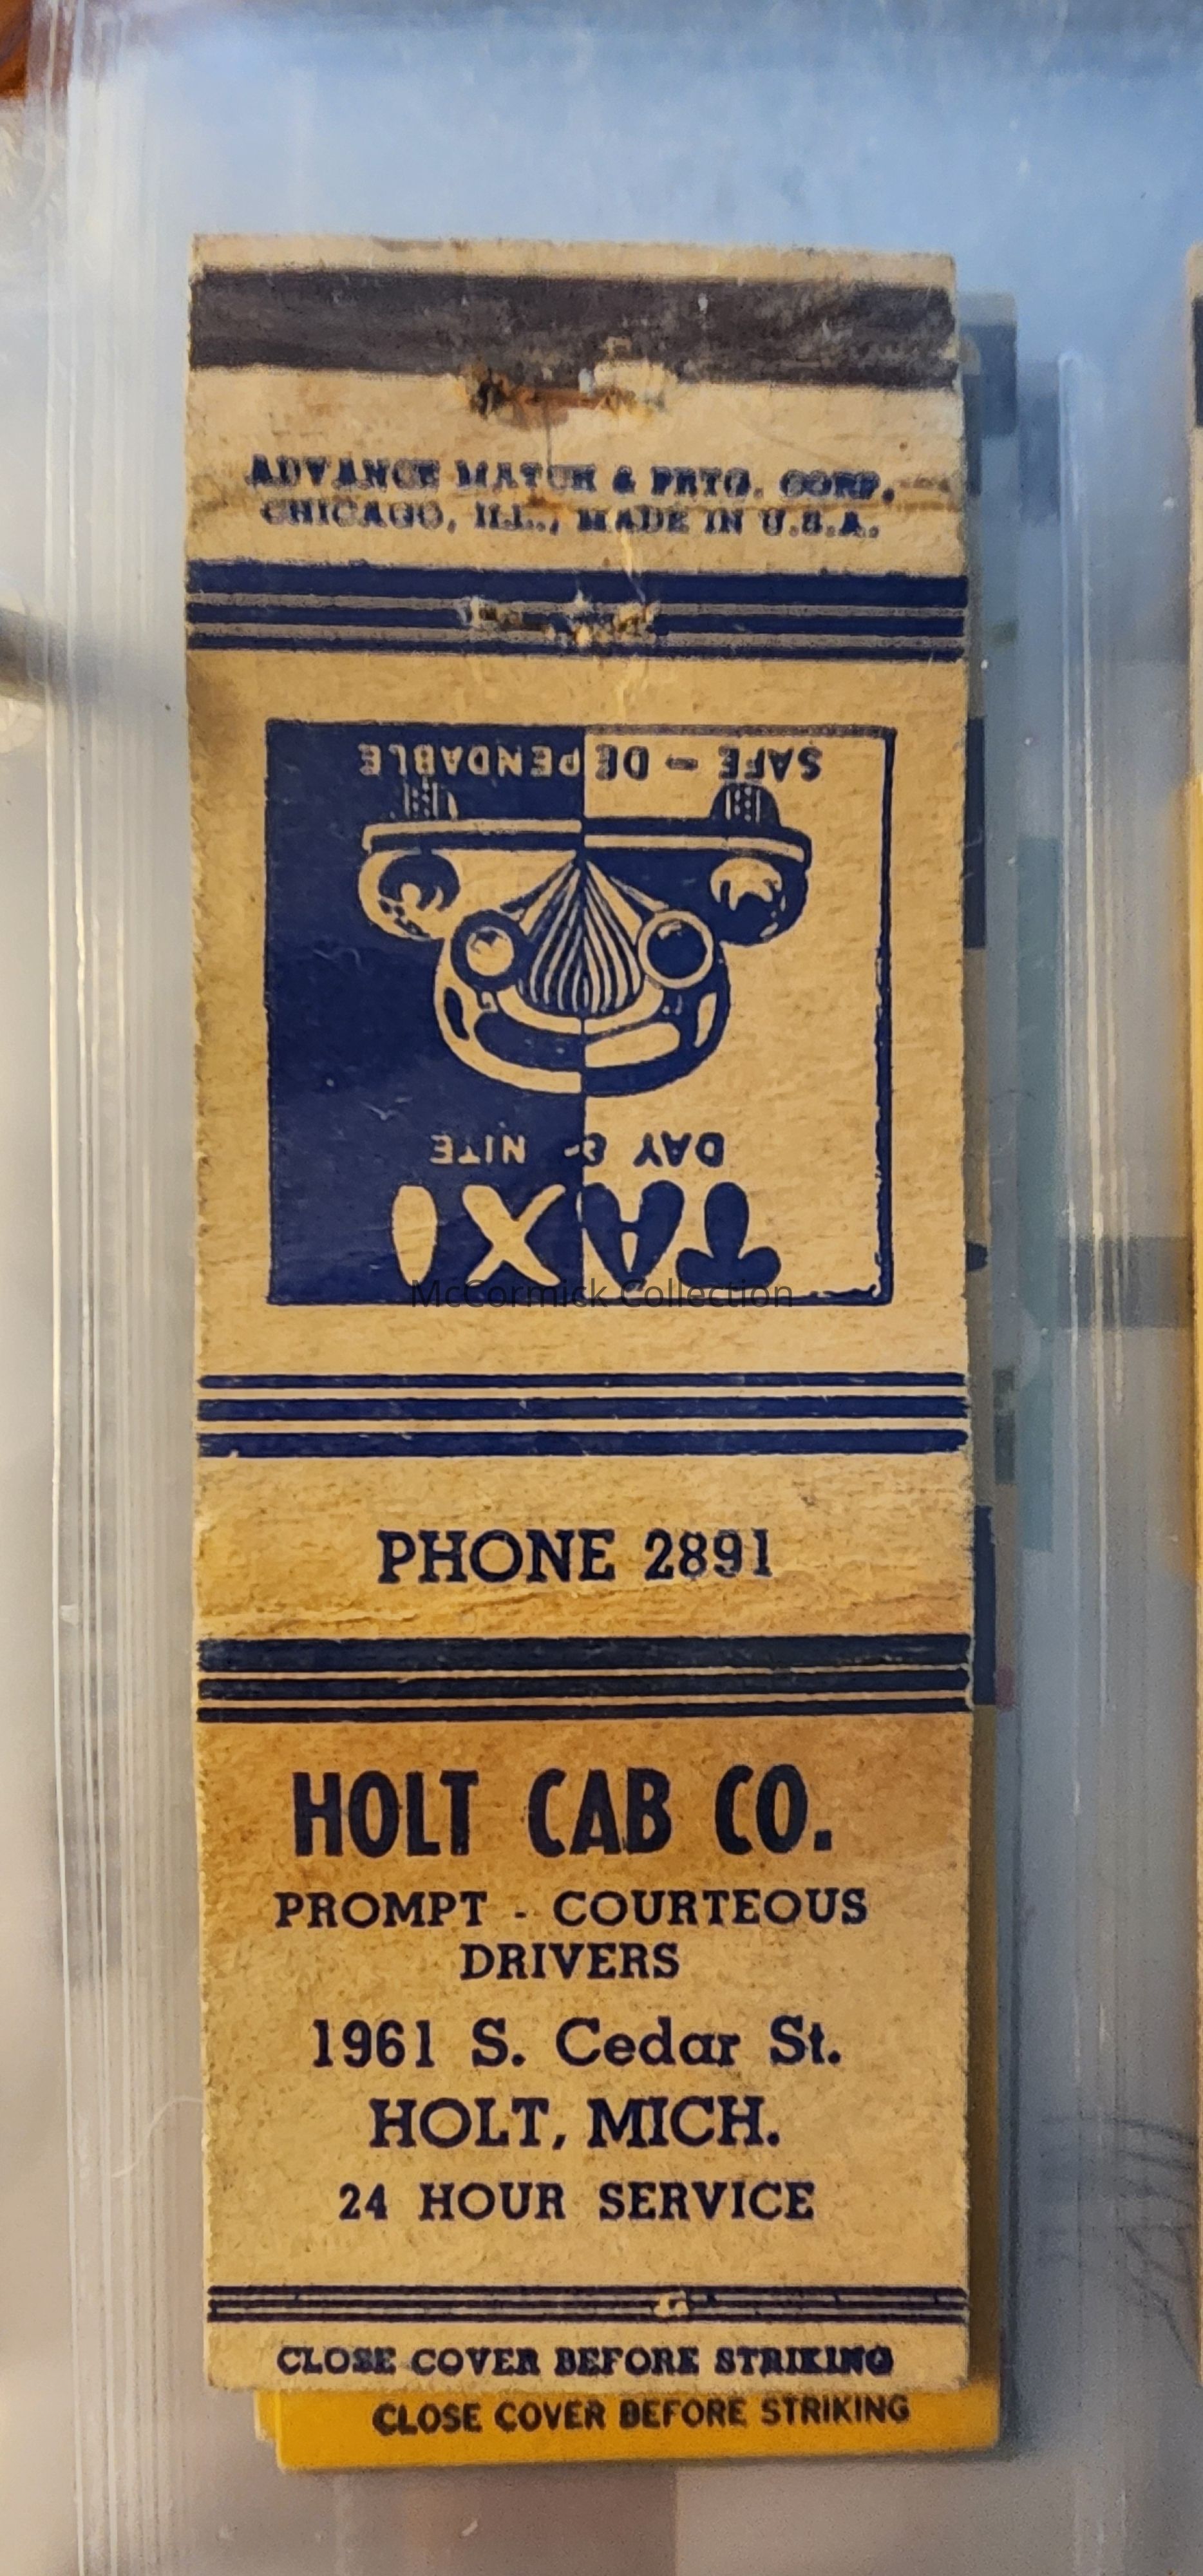 ADVANCE MATCH & PRTG. CORP.
CHICAGO, ILL., MADE IN U.S.A.
TAXI
DAY & NITE
SAFE - DEPENDABLE
McCormick Collection
PHONE 2891
HOLT CAB CO.
PROMPT - COURTEOUS
DRIVERS
1961 S. Cedar St.
HOLT, MICH.
24 HOUR SERVICE
CLOSE COVER BEFORE STRIKING
CLOSE COVER BEFORE STRIKING